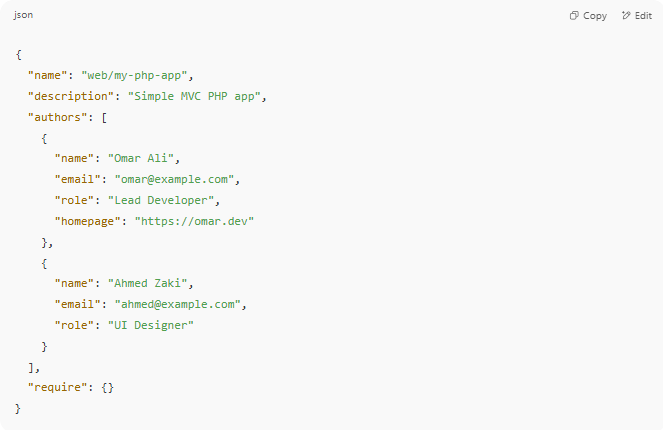 json
Copy
Edit
{
"name": "web/my-php-app",
"description": "Simple MVC PHP app",
"authors": [
{
"name": "Omar Ali",
"email": "omar@example.com",
"role": "Lead Developer",
"homepage": "https://omar.dev"
},
{
"name": "Ahmed Zaki",
"email": "ahmed@example.com",
"role": "UI Designer"
}
],
"require": {}
}